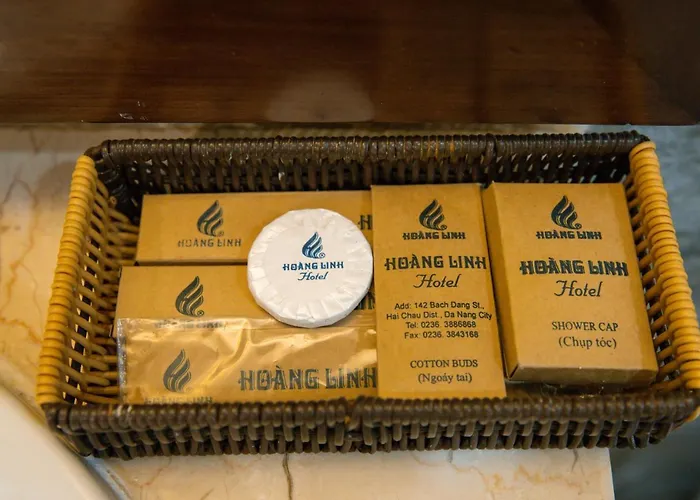 HOÀNG LINH
HOÀNG LINH
HOÀNG LINH
Hotel
HOÀNG LINH
HOÀNG LINH
HOÀNG LINH
Hotel
Add: 142 Bach Dang St.,
Hai Chau Dist., Da Nang City
Tel: 0236. 3886868
Fax: 0236. 3843168
COTTON BUDS
(Ngoáy tai)
HOÀNG LINH
HOÀNG LINH
Hotel
SHOWER CAP
(Chụp tóc)